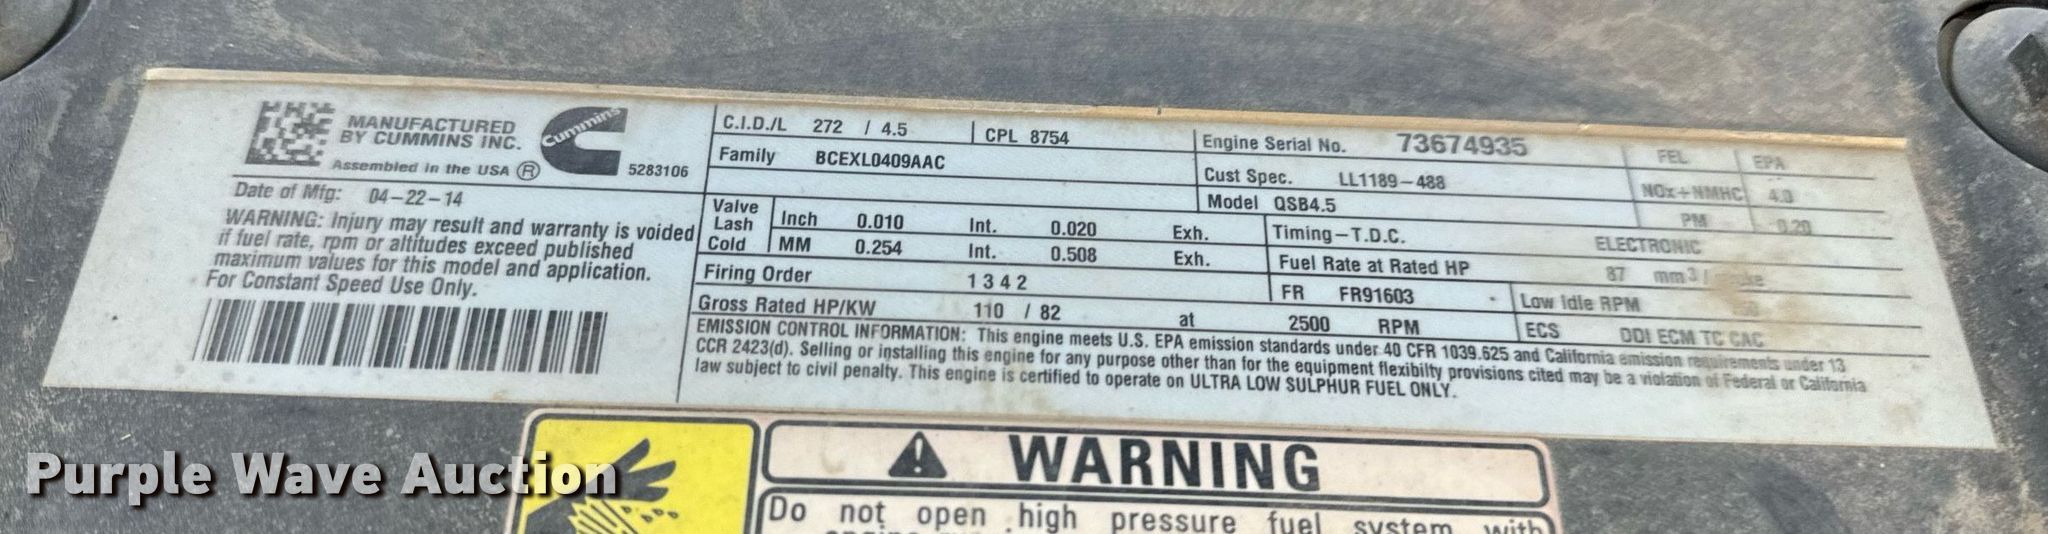 MANUFACTURED
BY CUMMINS INC.
Assembled in the USA ®
Cummins
5283106
Date of Mfg: 04-22-14
WARNING: Injury may result and warranty is voided
if fuel rate, rpm or altitudes exceed published
maximum values for this model and application.
For Constant Speed Use Only.
C.I.D./L 272 / 4.5 CPL 8754
Family BCEXL0409AAC
Valve Lash Cold
Inch 0.010 Int. 0.020 Exh.
MM 0.254 Int. 0.508 Exh.
Firing Order 1 3 4 2
Gross Rated HP/KW 110 / 82 at 2500 RPM
Engine Serial No. 73674935
Cust Spec. LL1189-488
Model QSB4.5
FEL EPA
NOx+NMHC 4.0
PM 0.20
Timing-T.D.C. ELECTRONIC
Fuel Rate at Rated HP 87 mm3/
FR FR91603 Low Idle RPM
ECS DDI ECM TC CAC
EMISSION CONTROL INFORMATION: This engine meets U.S. EPA emission standards under 40 CFR 1039.625 and California emission requirements under 13
CCR 2423(d). Selling or installing this engine for any purpose other than for the equipment flexibilty provisions cited may be a violation of Federal or California
law subject to civil penalty. This engine is certified to operate on ULTRA LOW SULPHUR FUEL ONLY.
WARNING
Do not open high pressure fuel system with
Purple Wave Auction